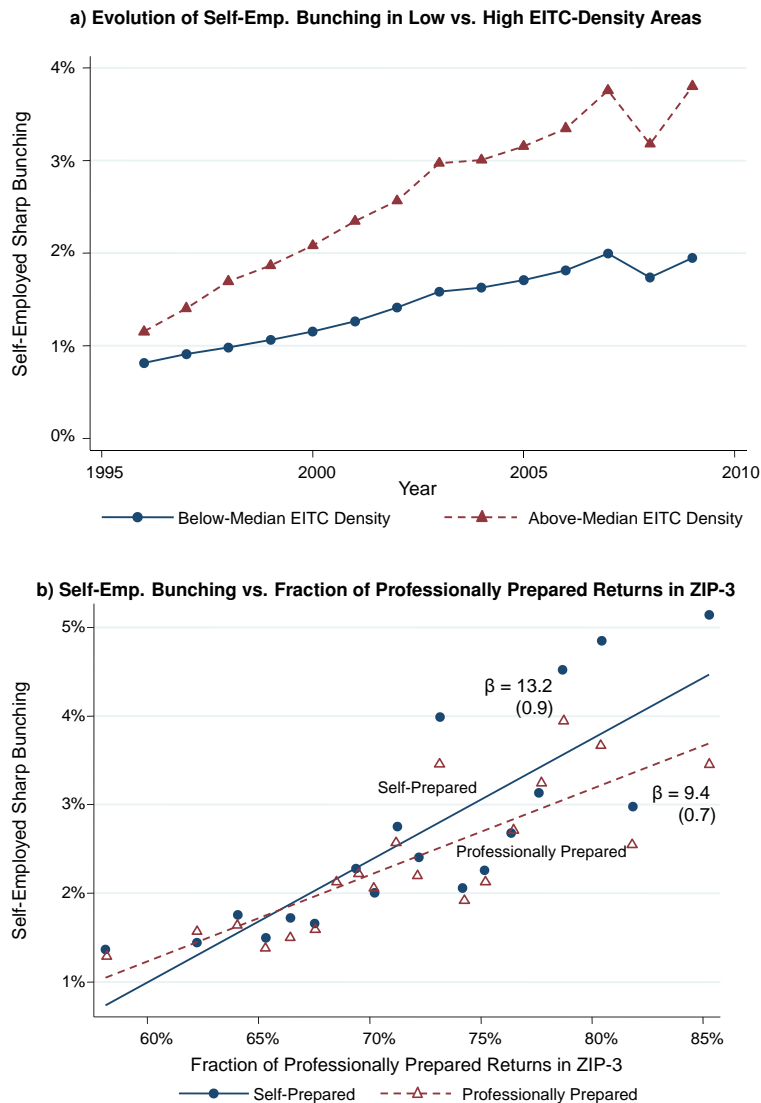 a) Evolution of Self-Emp. Bunching in Low vs. High EITC-Density Areas
Self-Employed Sharp Bunching
4%
3%
2%
1%
0%
1995
2000
2005
2010
Year
Below-Median EITC Density
Above-Median EITC Density
b) Self-Emp. Bunching vs. Fraction of Professionally Prepared Returns in ZIP-3
Self-Employed Sharp Bunching
5%
4%
3%
2%
1%
β = 13.2
(0.9)
Self-Prepared
β = 9.4
(0.7)
Professionally Prepared
60%
65%
70%
75%
80%
85%
Fraction of Professionally Prepared Returns in ZIP-3
Self-Prepared
Professionally Prepared